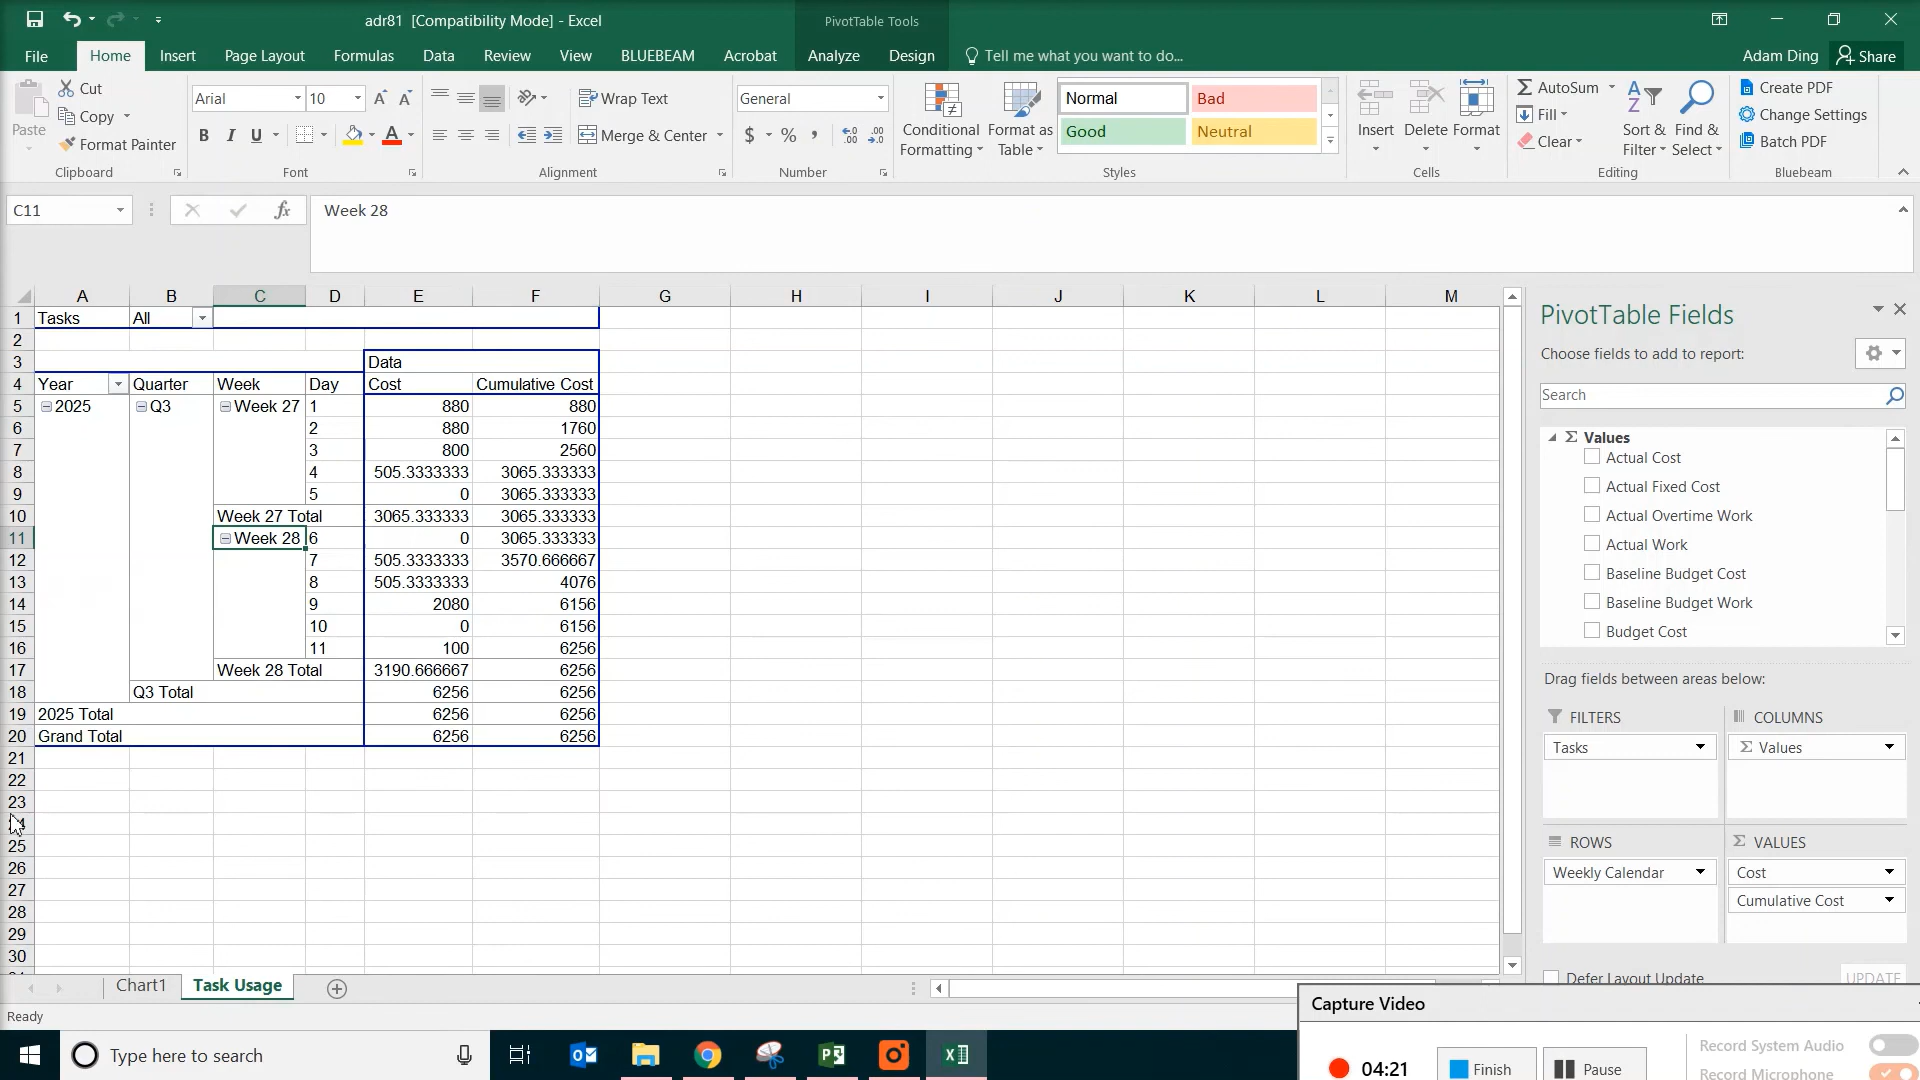 adr81 [Compatibility Mode] - Excel
PivotTable Tools
File Home Insert Page Layout Formulas Data Review View BLUEBEAM Acrobat Analyze Design Tell me what you want to do... Adam Ding Share
Paste
Cut
Copy
Format Painter
Clipboard
Arial 10
B I U
Font
Wrap Text
Merge & Center
Alignment
General
$ % ,
Number
Conditional Formatting
Format as Table
Normal Bad
Good Neutral
Styles
Insert Delete Format
Cells
AutoSum
Fill
Clear
Sort & Filter
Find & Select
Editing
Create PDF
Change Settings
Batch PDF
Bluebeam
C11 fx Week 28
A B C D E F G H I J K L M
1 Tasks All
2
3 Data
4 Year Quarter Week Day Cost Cumulative Cost
5 2025 Q3 Week 27 1 880 880
6 2 880 1760
7 3 800 2560
8 4 505.3333333 3065.333333
9 5 0 3065.333333
10 Week 27 Total 3065.333333 3065.333333
11 Week 28 6 0 3065.333333
12 7 505.3333333 3570.666667
13 8 505.3333333 4076
14 9 2080 6156
15 10 0 6156
16 11 100 6256
17 Week 28 Total 3190.666667 6256
18 Q3 Total 6256 6256
19 2025 Total 6256 6256
20 Grand Total 6256 6256
21
22
23
25
26
27
28
29
30
PivotTable Fields
Choose fields to add to report:
Search
Σ Values
Actual Cost
Actual Fixed Cost
Actual Overtime Work
Actual Work
Baseline Budget Cost
Baseline Budget Work
Budget Cost
Drag fields between areas below:
FILTERS
Tasks
COLUMNS
Σ Values
ROWS
Weekly Calendar
Σ VALUES
Cost
Cumulative Cost
Defer Layout Update UPDATE
Chart1 Task Usage
Ready
Capture Video
04:21 Finish Pause
Record System Audio
Record Microphone
Type here to search